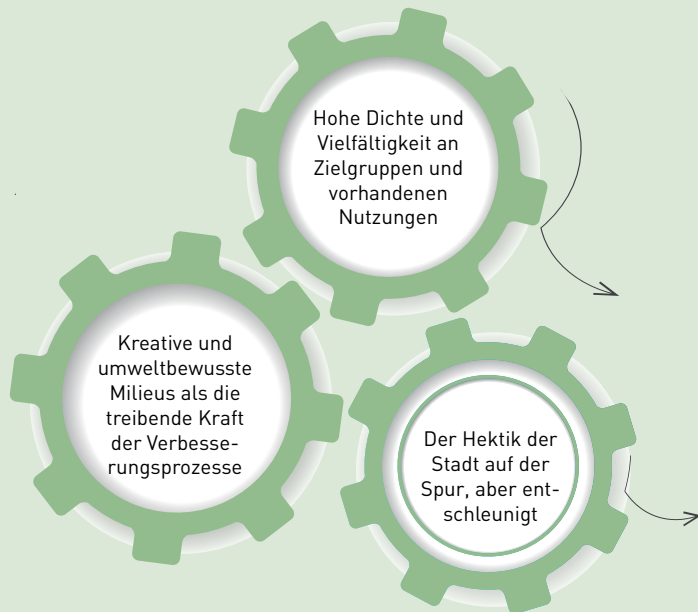 Hohe Dichte und
Vielfältigkeit an
Zielgruppen und
vorhandenen
Nutzungen
Kreative und
umweltbewusste
Milieus als die
treibende Kraft
der Verbesse-
rungsprozesse
Der Hektik der
Stadt auf der
Spur, aber ent-
schleunigt